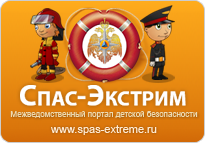 Спас-Экстрим
Межведомственный портал детской безопасности
www.spas-extreme.ru